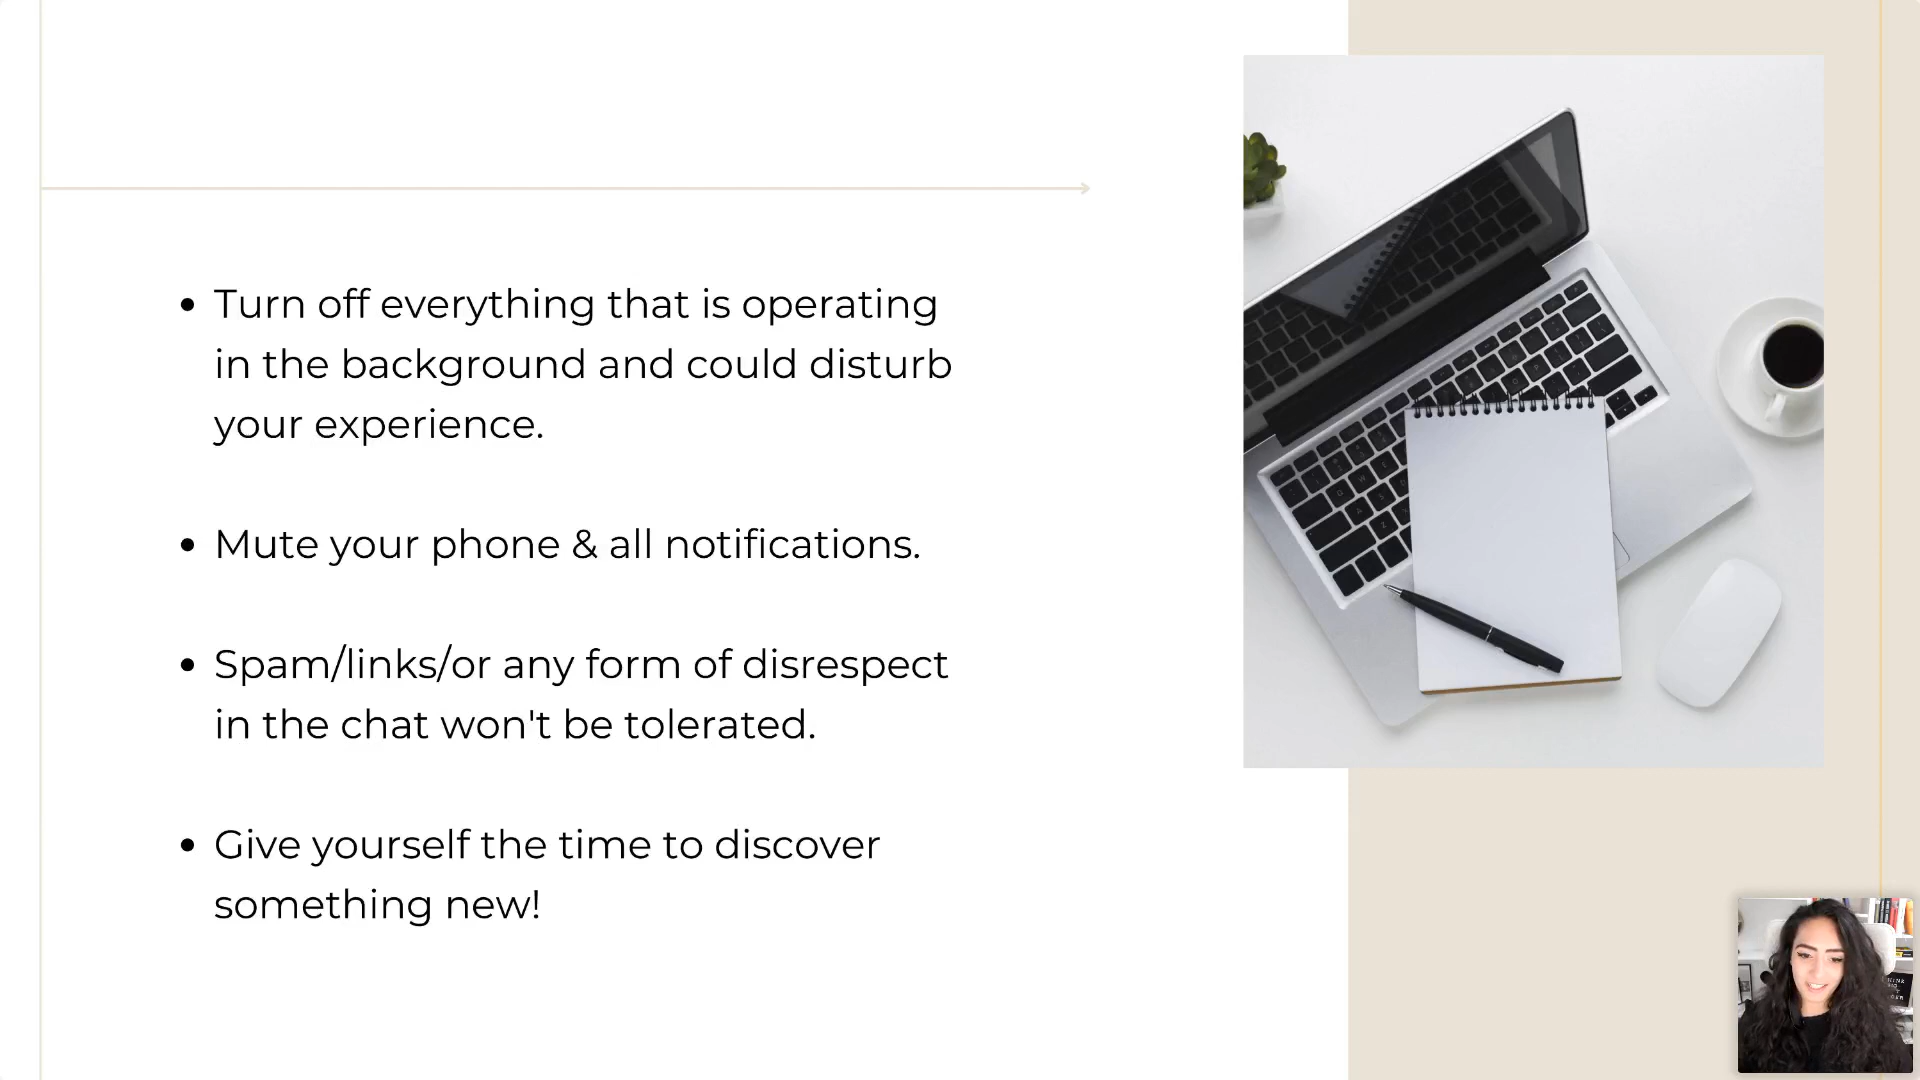 • Turn off everything that is operating
in the background and could disturb
your experience.
• Mute your phone & all notifications.
• Spam/links/or any form of disrespect
in the chat won't be tolerated.
• Give yourself the time to discover
something new!